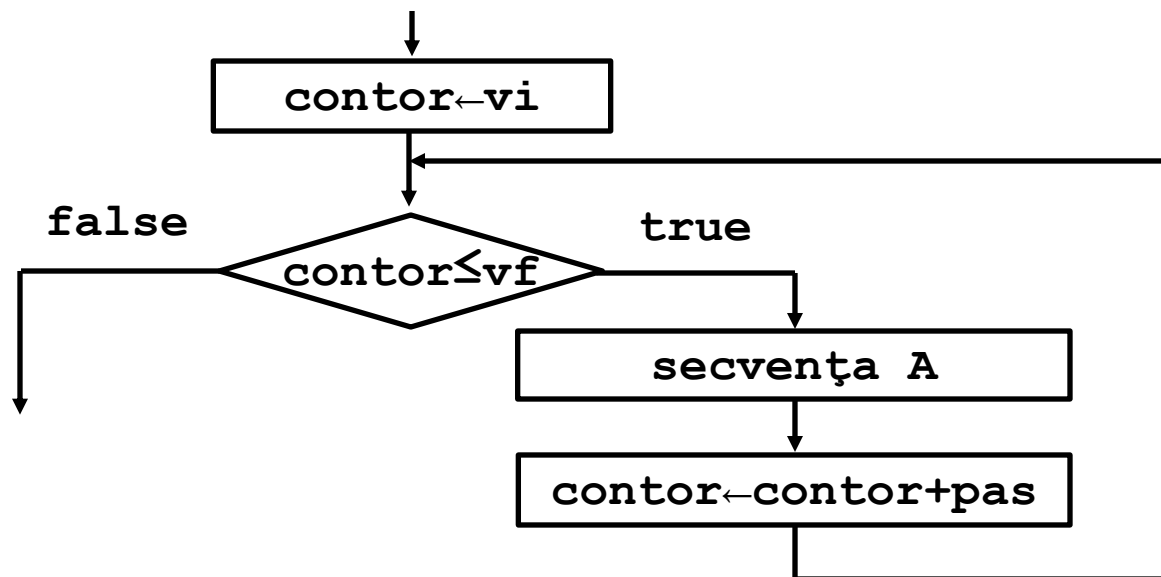 contor←vi
false
true
contor≤vf
secvenţa A
contor←contor+pas